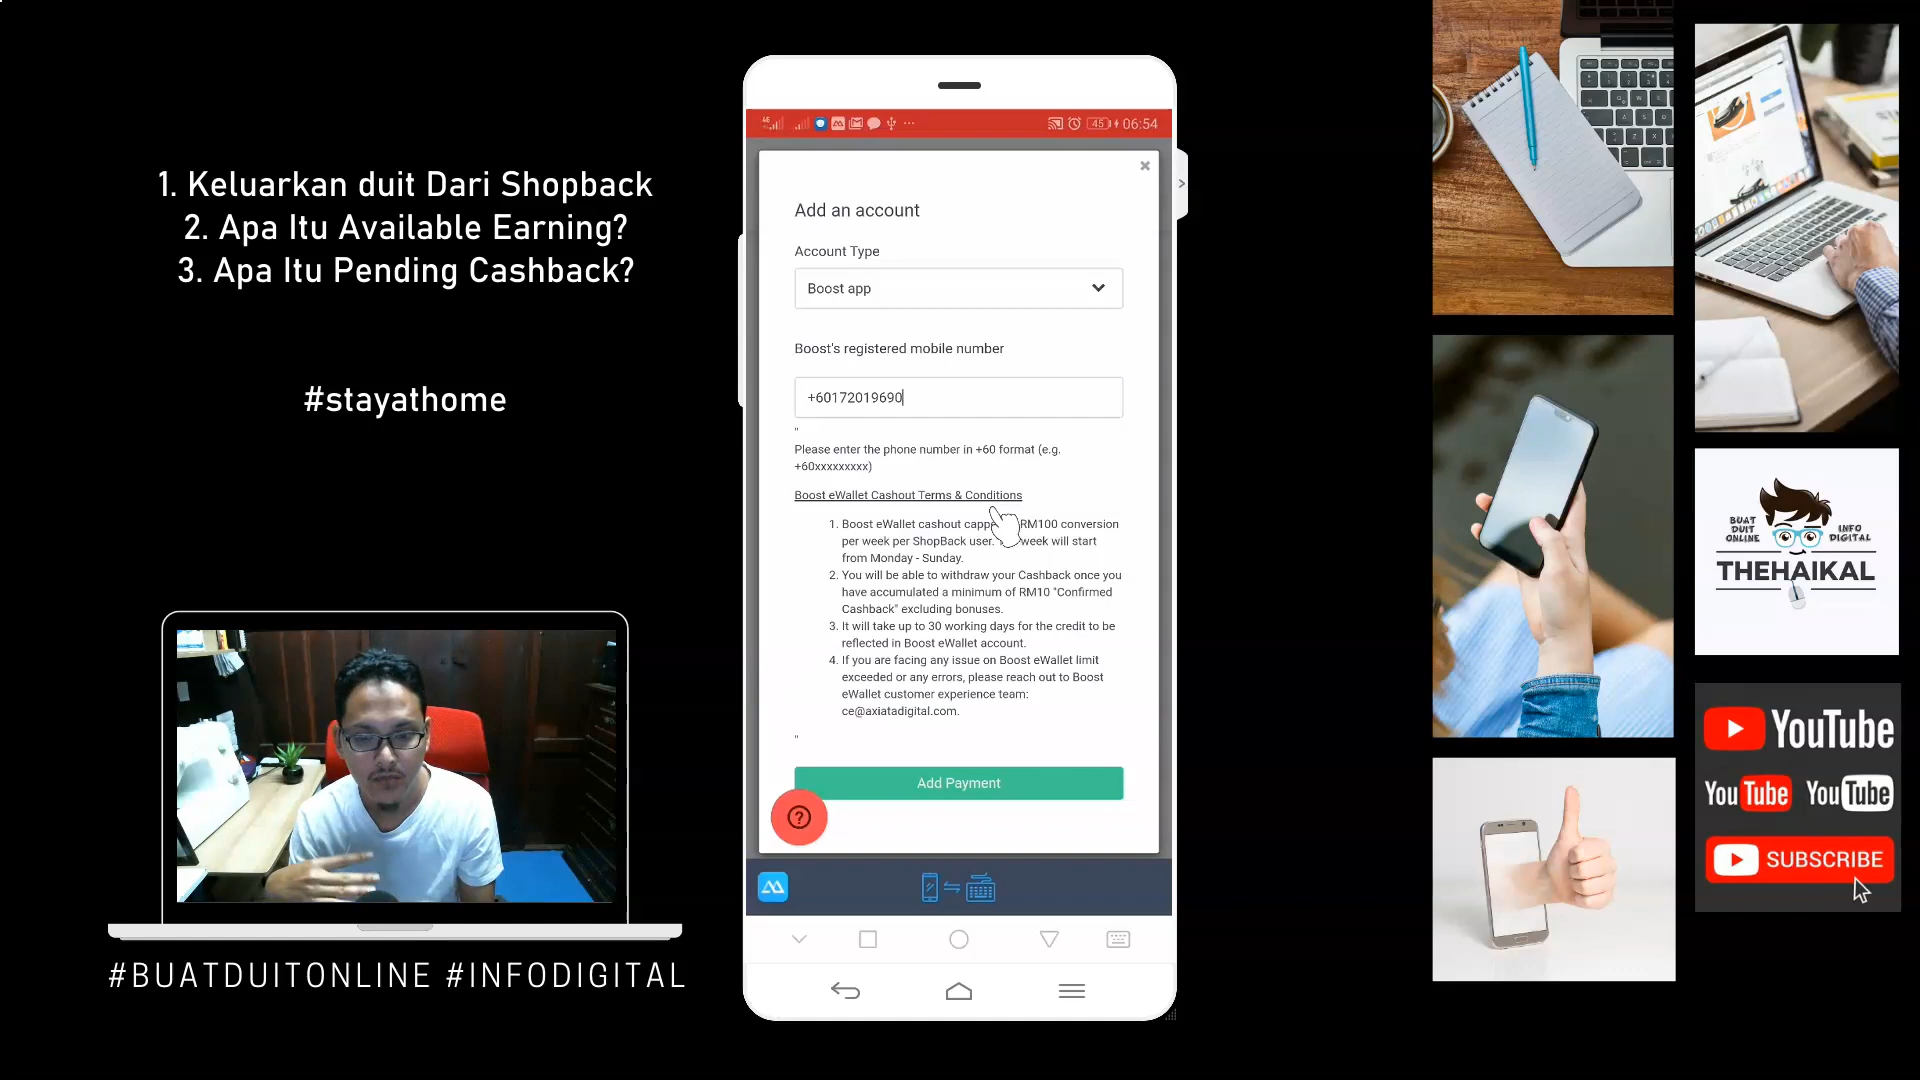 1. Keluarkan duit Dari Shopback
2. Apa Itu Available Earning?
3. Apa Itu Pending Cashback?
#stayathome
#BUATDUITONLINE #INFODIGITAL
4G
45
06:54
Add an account
Account Type
Boost app
Boost's registered mobile number
+60172019690
"
Please enter the phone number in +60 format (e.g.
+60xxxxxxxxx)
Boost eWallet Cashout Terms & Conditions
1. Boost eWallet cashout cappe RM100 conversion
per week per ShopBack user. week will start
from Monday - Sunday.
2. You will be able to withdraw your Cashback once you
have accumulated a minimum of RM10 "Confirmed
Cashback" excluding bonuses.
3. It will take up to 30 working days for the credit to be
reflected in Boost eWallet account.
4. If you are facing any issue on Boost eWallet limit
exceeded or any errors, please reach out to Boost
eWallet customer experience team:
ce@axiatadigital.com.
"
Add Payment
BUAT
DUIT
ONLINE
INFO
DIGITAL
THEHAIKAL
YouTube
YouTube YouTube
SUBSCRIBE